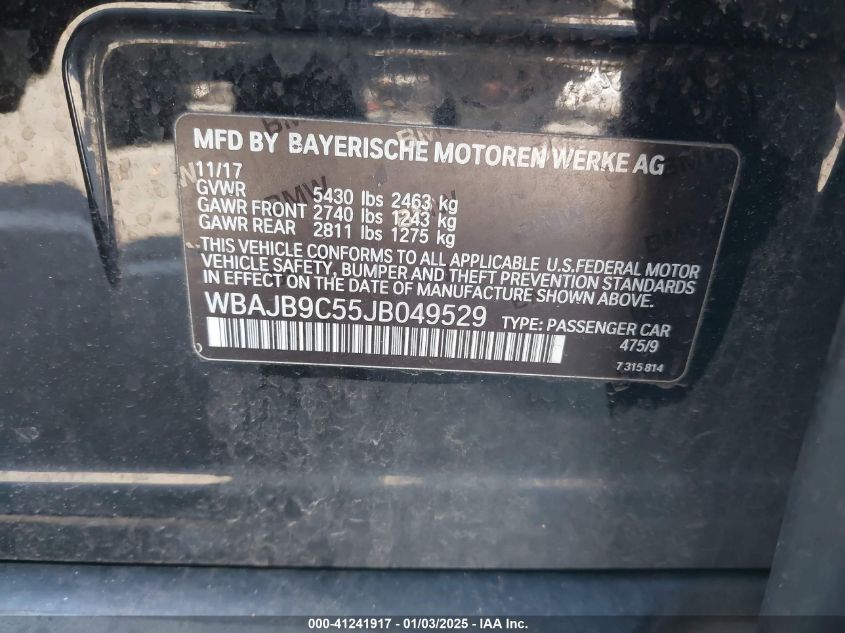 MFD BY BAYERISCHE MOTOREN WERKE AG
11/17
GVWR 5430 lbs 2463 kg
GAWR FRONT 2740 lbs 1243 kg
GAWR REAR 2811 lbs 1275 kg
THIS VEHICLE CONFORMS TO ALL APPLICABLE U.S.FEDERAL MOTOR
VEHICLE SAFETY, BUMPER AND THEFT PREVENTION STANDARDS
IN EFFECT ON THE DATE OF MANUFACTURE SHOWN ABOVE.
WBAJB9C55JB049529 TYPE: PASSENGER CAR
475/9
7 315 814
000-41241917 - 01/03/2025 - IAA Inc.